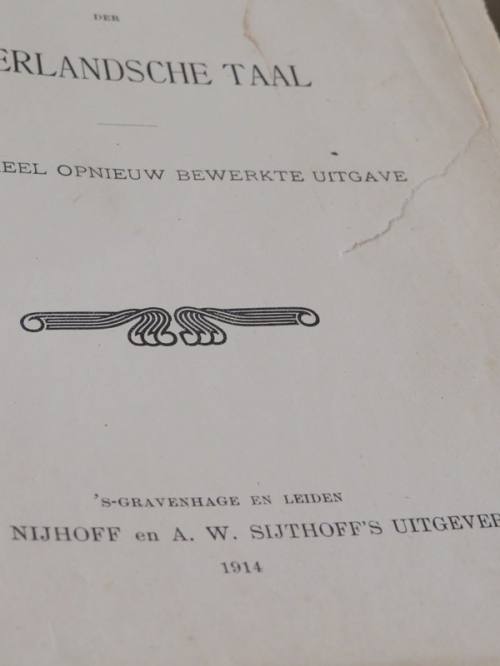 DER
ERLANDSCHE TAAL
EEL OPNIEUW BEWERKTE UITGAVE
'S-GRAVENHAGE EN LEIDEN
NIJHOFF en A. W. SIJTHOFF'S UITGEVER
1914